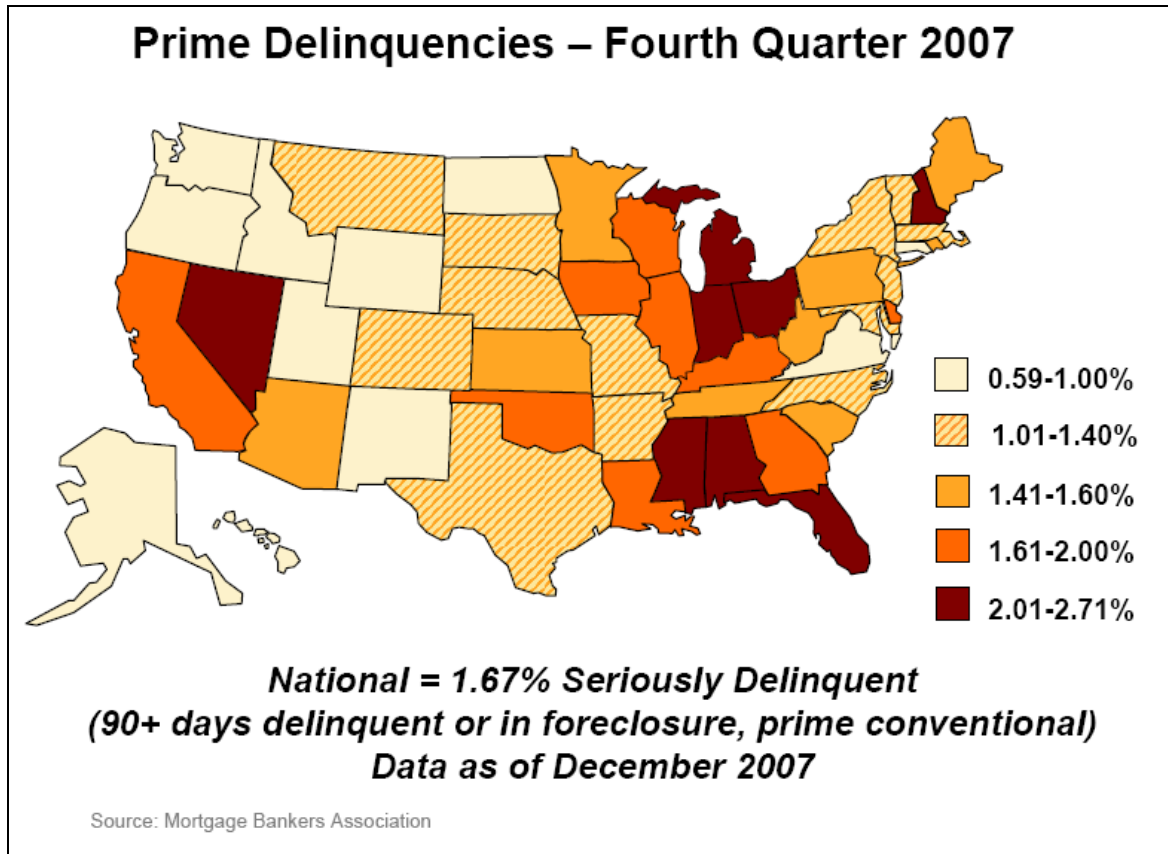 Prime Delinquencies – Fourth Quarter 2007
0.59-1.00%
1.01-1.40%
1.41-1.60%
1.61-2.00%
2.01-2.71%
National = 1.67% Seriously Delinquent
(90+ days delinquent or in foreclosure, prime conventional)
Data as of December 2007
Source: Mortgage Bankers Association